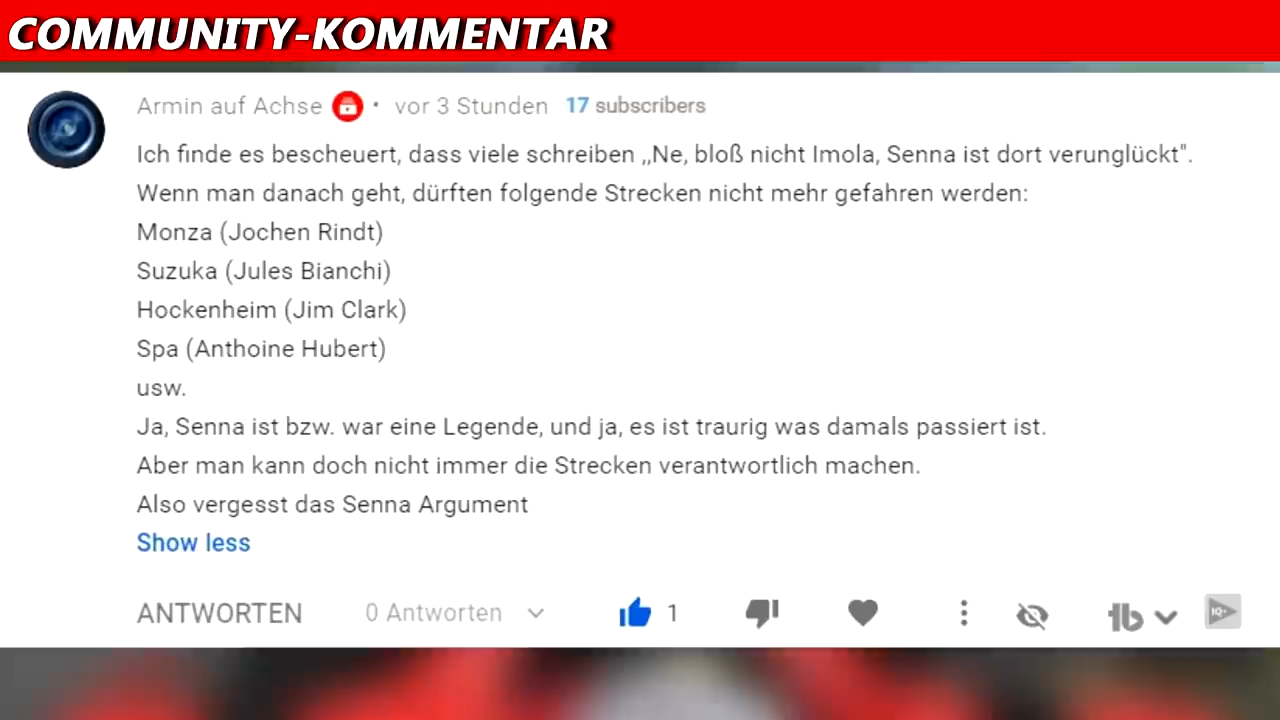 COMMUNITY-KOMMENTAR
Armin auf Achse • vor 3 Stunden 17 subscribers
Ich finde es bescheuert, dass viele schreiben ,,Ne, bloß nicht Imola, Senna ist dort verunglückt".
Wenn man danach geht, dürften folgende Strecken nicht mehr gefahren werden:
Monza (Jochen Rindt)
Suzuka (Jules Bianchi)
Hockenheim (Jim Clark)
Spa (Anthoine Hubert)
usw.
Ja, Senna ist bzw. war eine Legende, und ja, es ist traurig was damals passiert ist.
Aber man kann doch nicht immer die Strecken verantwortlich machen.
Also vergesst das Senna Argument
Show less
ANTWORTEN 0 Antworten 1 tb IQ+